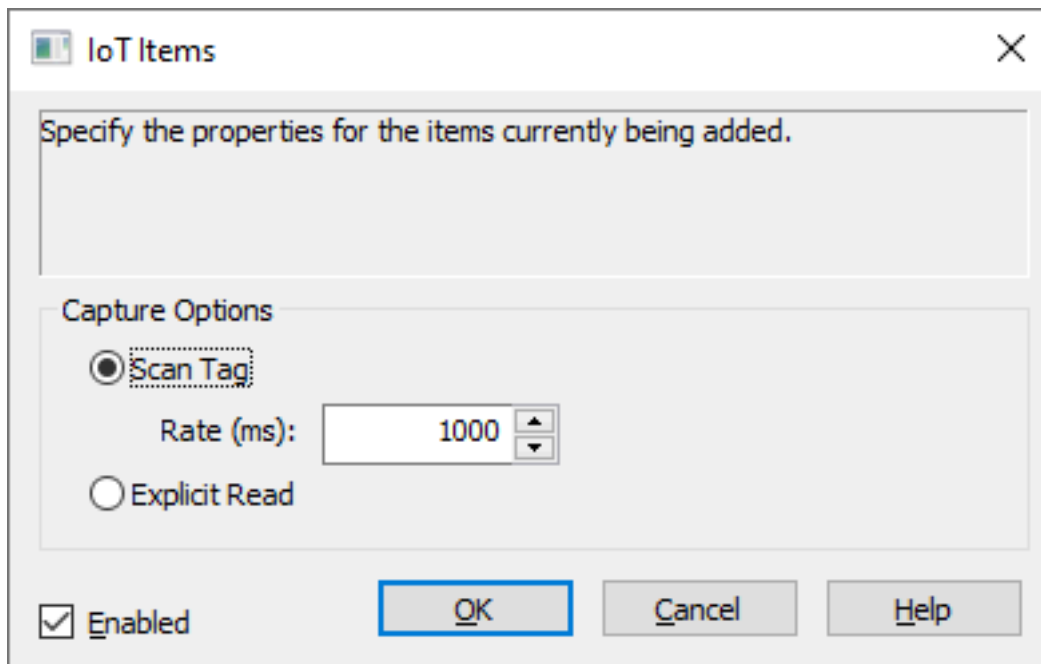 IoT Items
Specify the properties for the items currently being added.
Capture Options
Scan Tag
Rate (ms): 1000
Explicit Read
Enabled OK Cancel Help